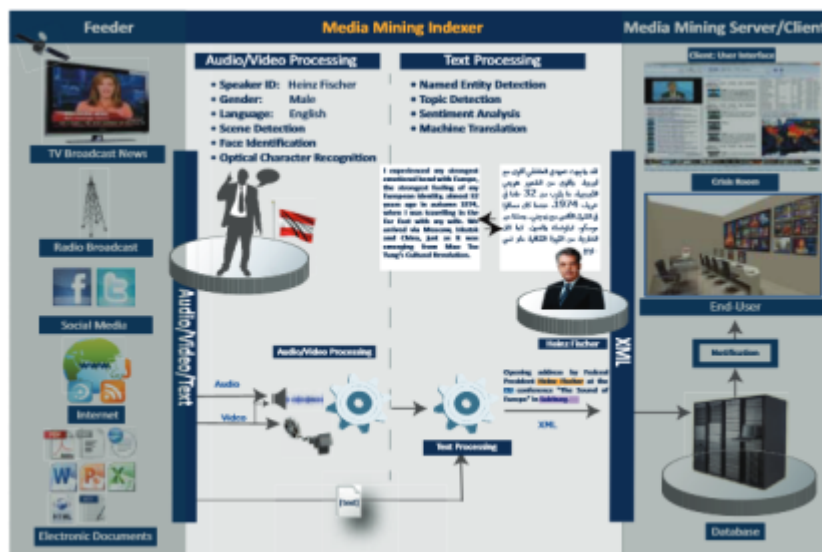 Feeder
Media Mining Indexer
Media Mining Server/Client
Audio/Video Processing
• Speaker ID: Heinz Fischer
• Gender: Male
• Language: English
• Scene Detection
• Face Identification
• Optical Character Recognition
Text Processing
• Named Entity Detection
• Topic Detection
• Sentiment Analysis
• Machine Translation
Client: User Interface
TV Broadcast News
Radio Broadcast
Social Media
Internet
PDF
W P X
HTML
Electronic Documents
Audio/Video/Text
I experienced my strongest
emotional bond with Europe,
the strongest feeling of my
European identity, almost 32
years ago in autumn 1974,
when I was travelling in the
Far East with my wife. We
arrived via Moscow, Irkutsk
and China, just as it was
emerging from Mao Tse
Tung's Cultural Revolution.
32
1974
Heinz Fischer
Audio/Video Processing
Audio
Video
Text Processing
(text)
Opening address by Federal
President Heinz Fischer at the
EU conference "The Sound of
Europe" in Salzburg
XML
XML
Crisis Room
End-User
Notification
Database